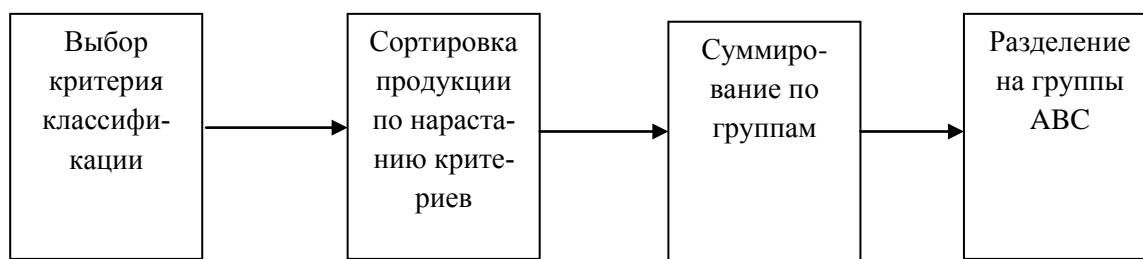 Выбор
критерия
классифи-
кации
Сортировка
продукции
по нараста-
нию крите-
риев
Суммиро-
вание по
группам
Разделение
на группы
АВС